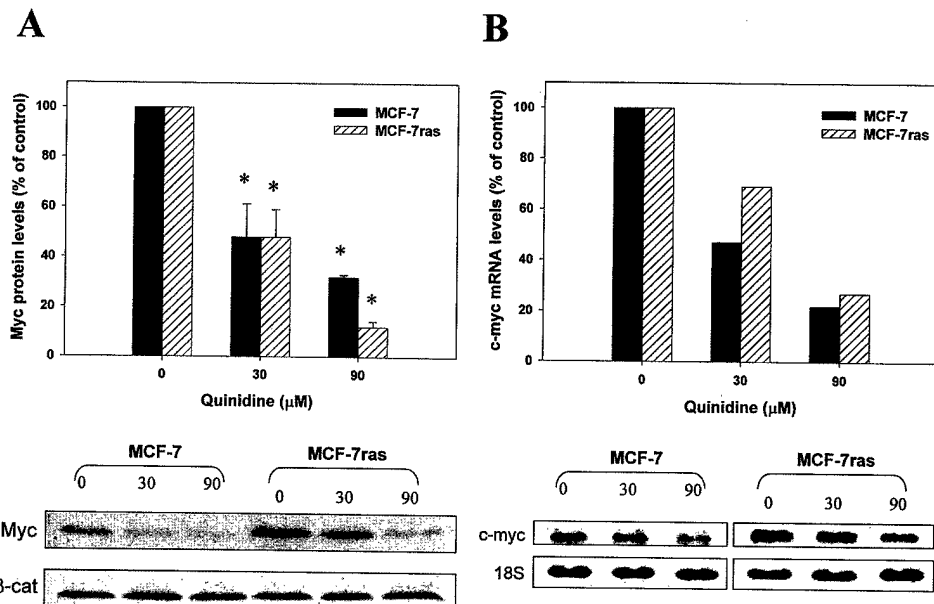 A
Myc protein levels (% of control)
100
80
60
40
20
0
MCF-7
MCF-7ras
* *
*
*
0 30 90
Quinidine (µM)
MCF-7 MCF-7ras
0 30 90 0 30 90
Myc
β-cat
B
c-myc mRNA levels (% of control)
100
80
60
40
20
0
MCF-7
MCF-7ras
0 30 90
Quinidine (µM)
MCF-7 MCF-7ras
0 30 90 0 30 90
c-myc
18S